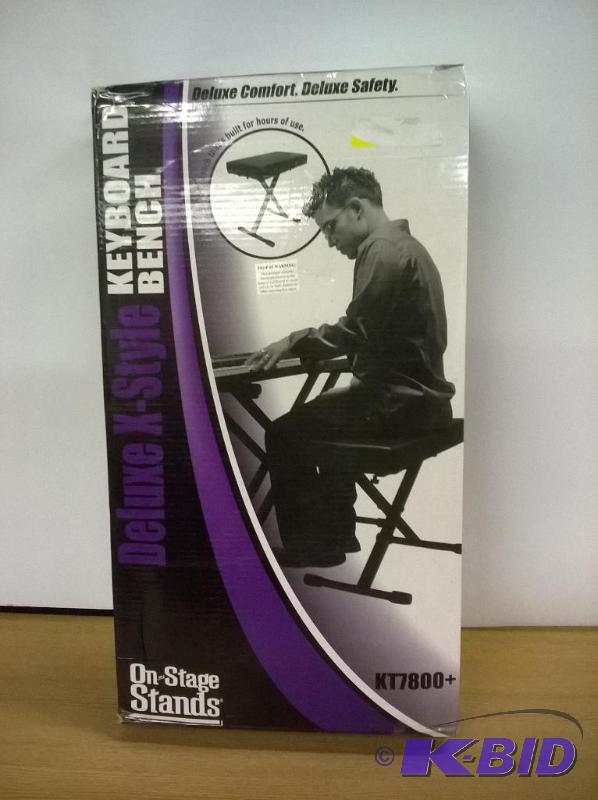 Deluxe Comfort. Deluxe Safety.
built for hours of use.
Deluxe X-Style
KEYBOARD
BENCH
On-Stage
Stands
KT7800+
© K-BID